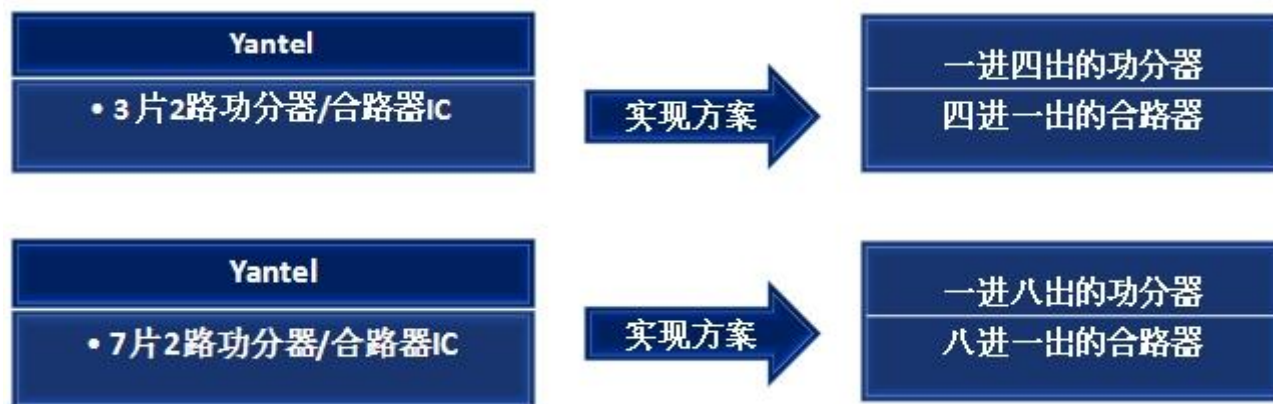 Yantel
• 3片2路功分器/合路器IC
实现方案
一进四出的功分器
四进一出的合路器
Yantel
• 7片2路功分器/合路器IC
实现方案
一进八出的功分器
八进一出的合路器